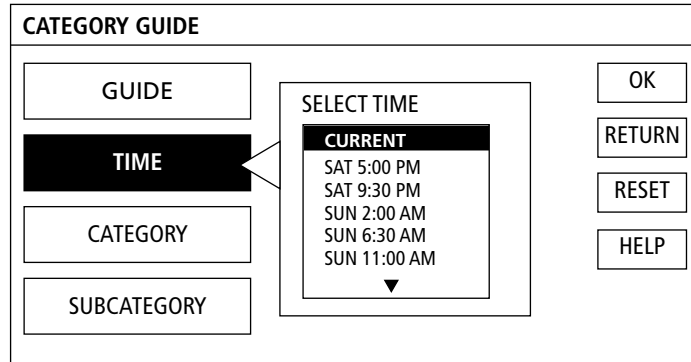 CATEGORY GUIDE
GUIDE
TIME
CATEGORY
SUBCATEGORY
SELECT TIME
CURRENT
SAT 5:00 PM
SAT 9:30 PM
SUN 2:00 AM
SUN 6:30 AM
SUN 11:00 AM
OK
RETURN
RESET
HELP